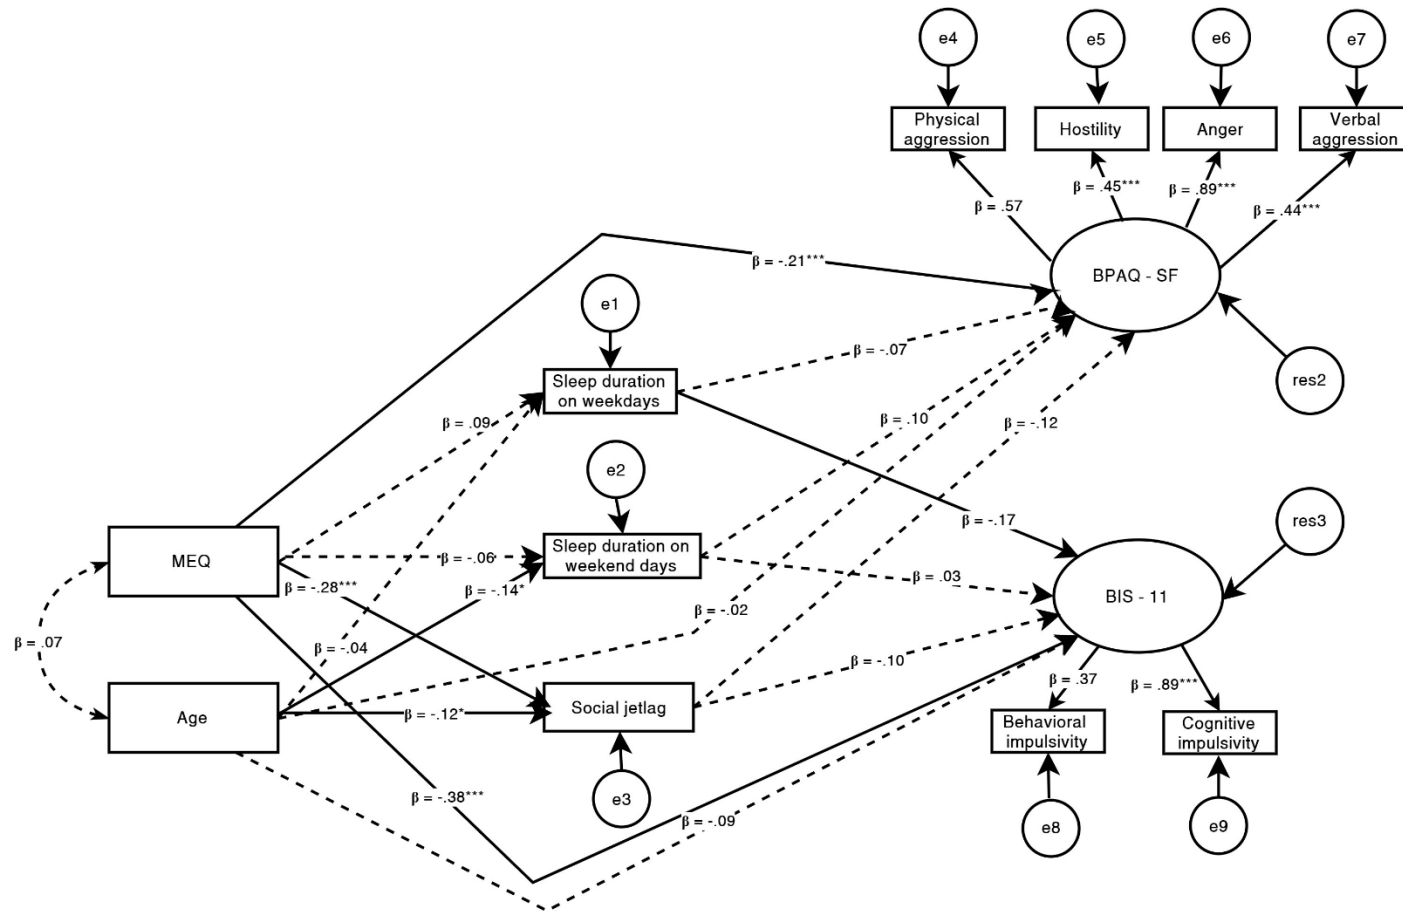 e4
e5
e6
e7
Physical
aggression
Hostility
Anger
Verbal
aggression
β = .57
β = .45***
β = .89***
β = .44***
BPAQ - SF
β = -.21***
e1
β = -.07
res2
Sleep duration
on weekdays
β = .09
β = .10
β = -.12
e2
res3
β = -.17
MEQ
β = -.06
Sleep duration on
weekend days
β = -.28***
β = -.14*
β = .03
BIS - 11
β = .07
β = -.04
β = -.02
β = -.10
β = .37
β = .89***
Age
β = -.12*
Social jetlag
Behavioral
impulsivity
Cognitive
impulsivity
β = -.38***
e3
β = -.09
e8
e9